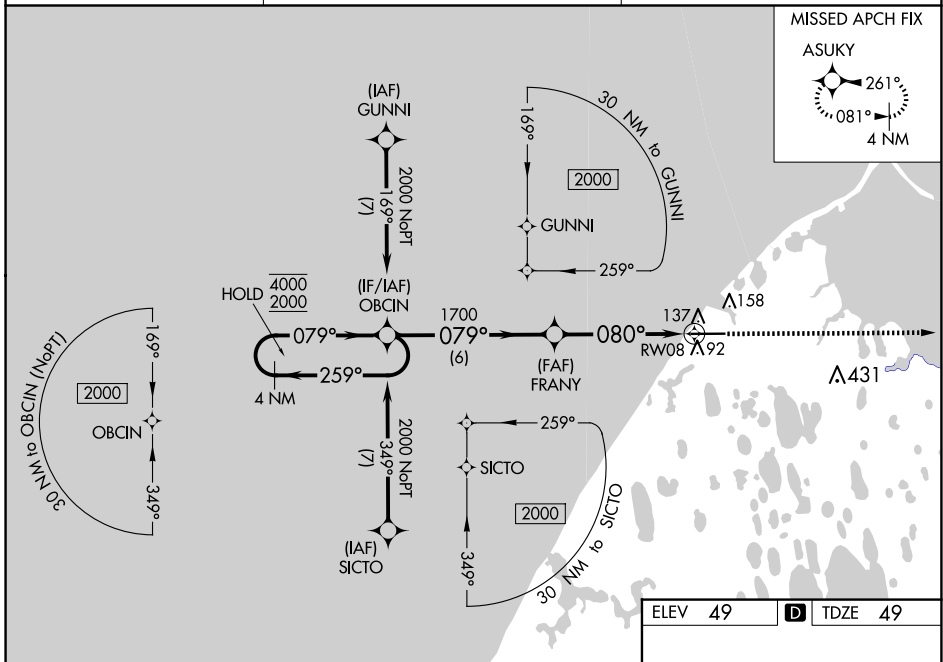 MISSED APCH FIX
ASUKY
261°
081°
4 NM
(IAF)
GUNNI
2000 NoPT
169°
(7)
30 NM to GUNNI
169°
2000
GUNNI
259°
HOLD
4000
2000
(IF/IAF)
OBCIN
079°
1700
079°
(6)
(FAF)
FRANY
080°
137
158
RW08
92
431
259°
4 NM
30 NM to OBCIN (NoPT)
169°
2000
OBCIN
349°
2000 NoPT
349°
(7)
(IAF)
SICTO
259°
SICTO
2000
349°
30 NM to SICTO
ELEV 49 D TDZE 49